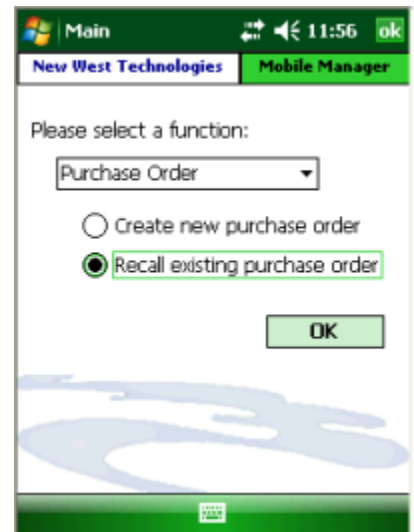 Main 11:56 ok
New West Technologies Mobile Manager
Please select a function:
Purchase Order
Create new purchase order
Recall existing purchase order
OK